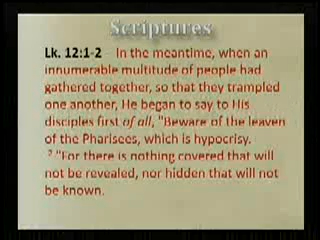 Scriptures
Lk. 12:1-2 – In the meantime, when an
innumerable multitude of people had
gathered together, so that they trampled
one another, He began to say to His
disciples first of all, "Beware of the leaven
of the Pharisees, which is hypocrisy.
² "For there is nothing covered that will
not be revealed, nor hidden that will not
be known.